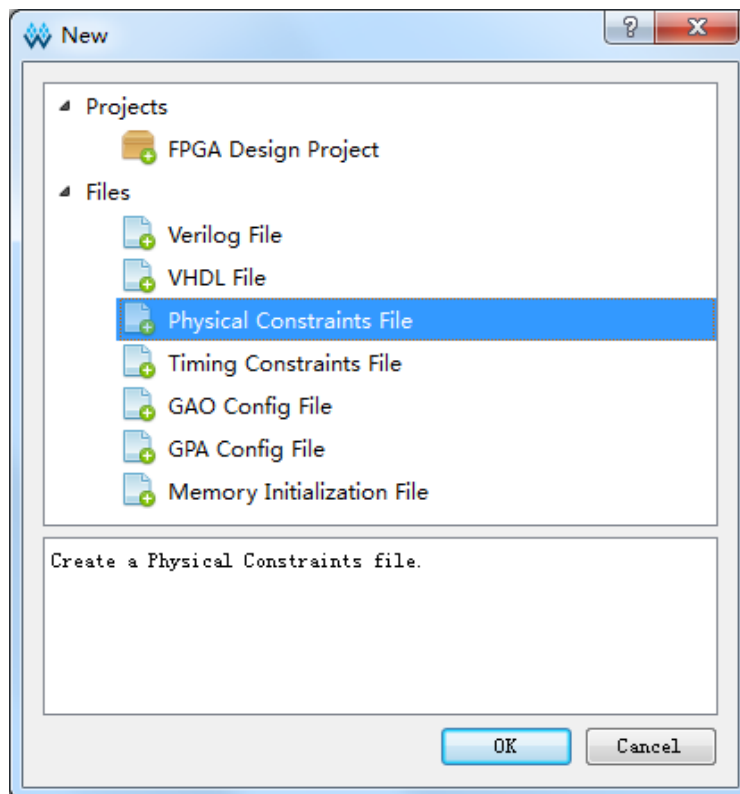 New
Projects
FPGA Design Project
Files
Verilog File
VHDL File
Physical Constraints File
Timing Constraints File
GAO Config File
GPA Config File
Memory Initialization File
Create a Physical Constraints file.
OK
Cancel